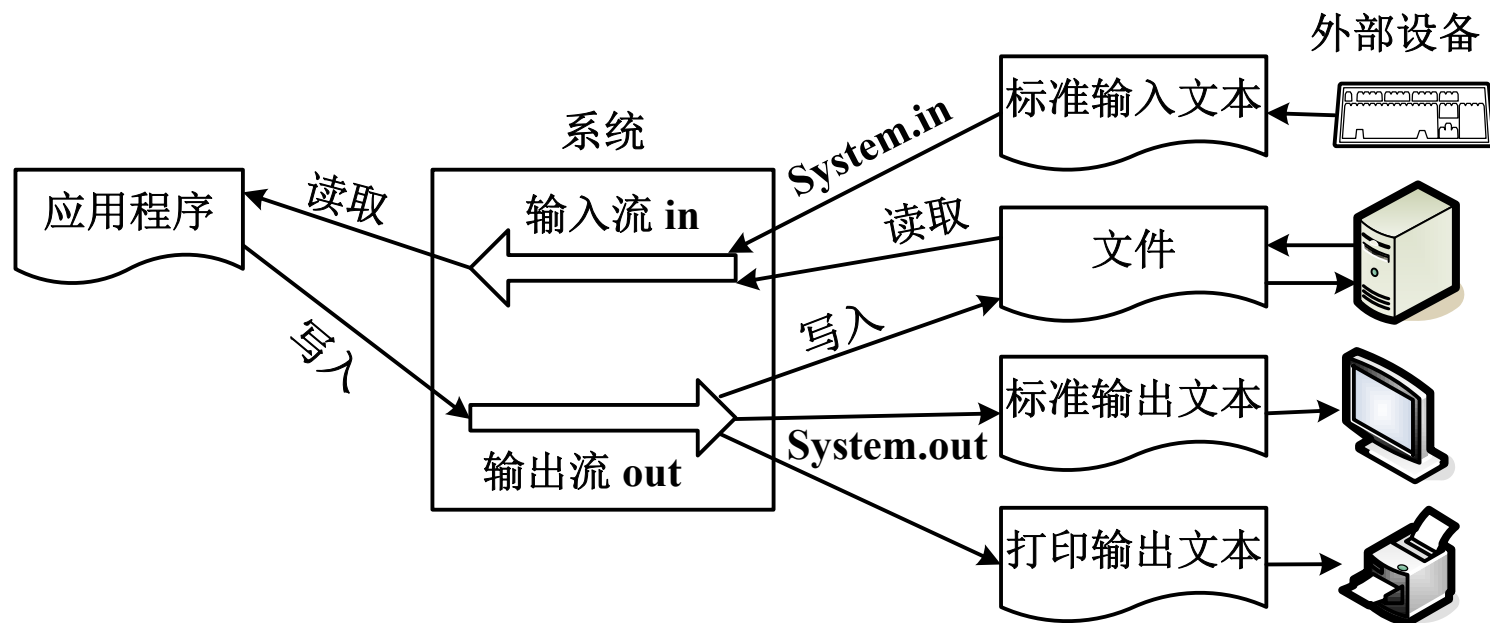 外部设备
标准输入文本
System.in
系统
应用程序
读取
输入流 in
读取
文件
写入
写入
标准输出文本
System.out
输出流 out
打印输出文本